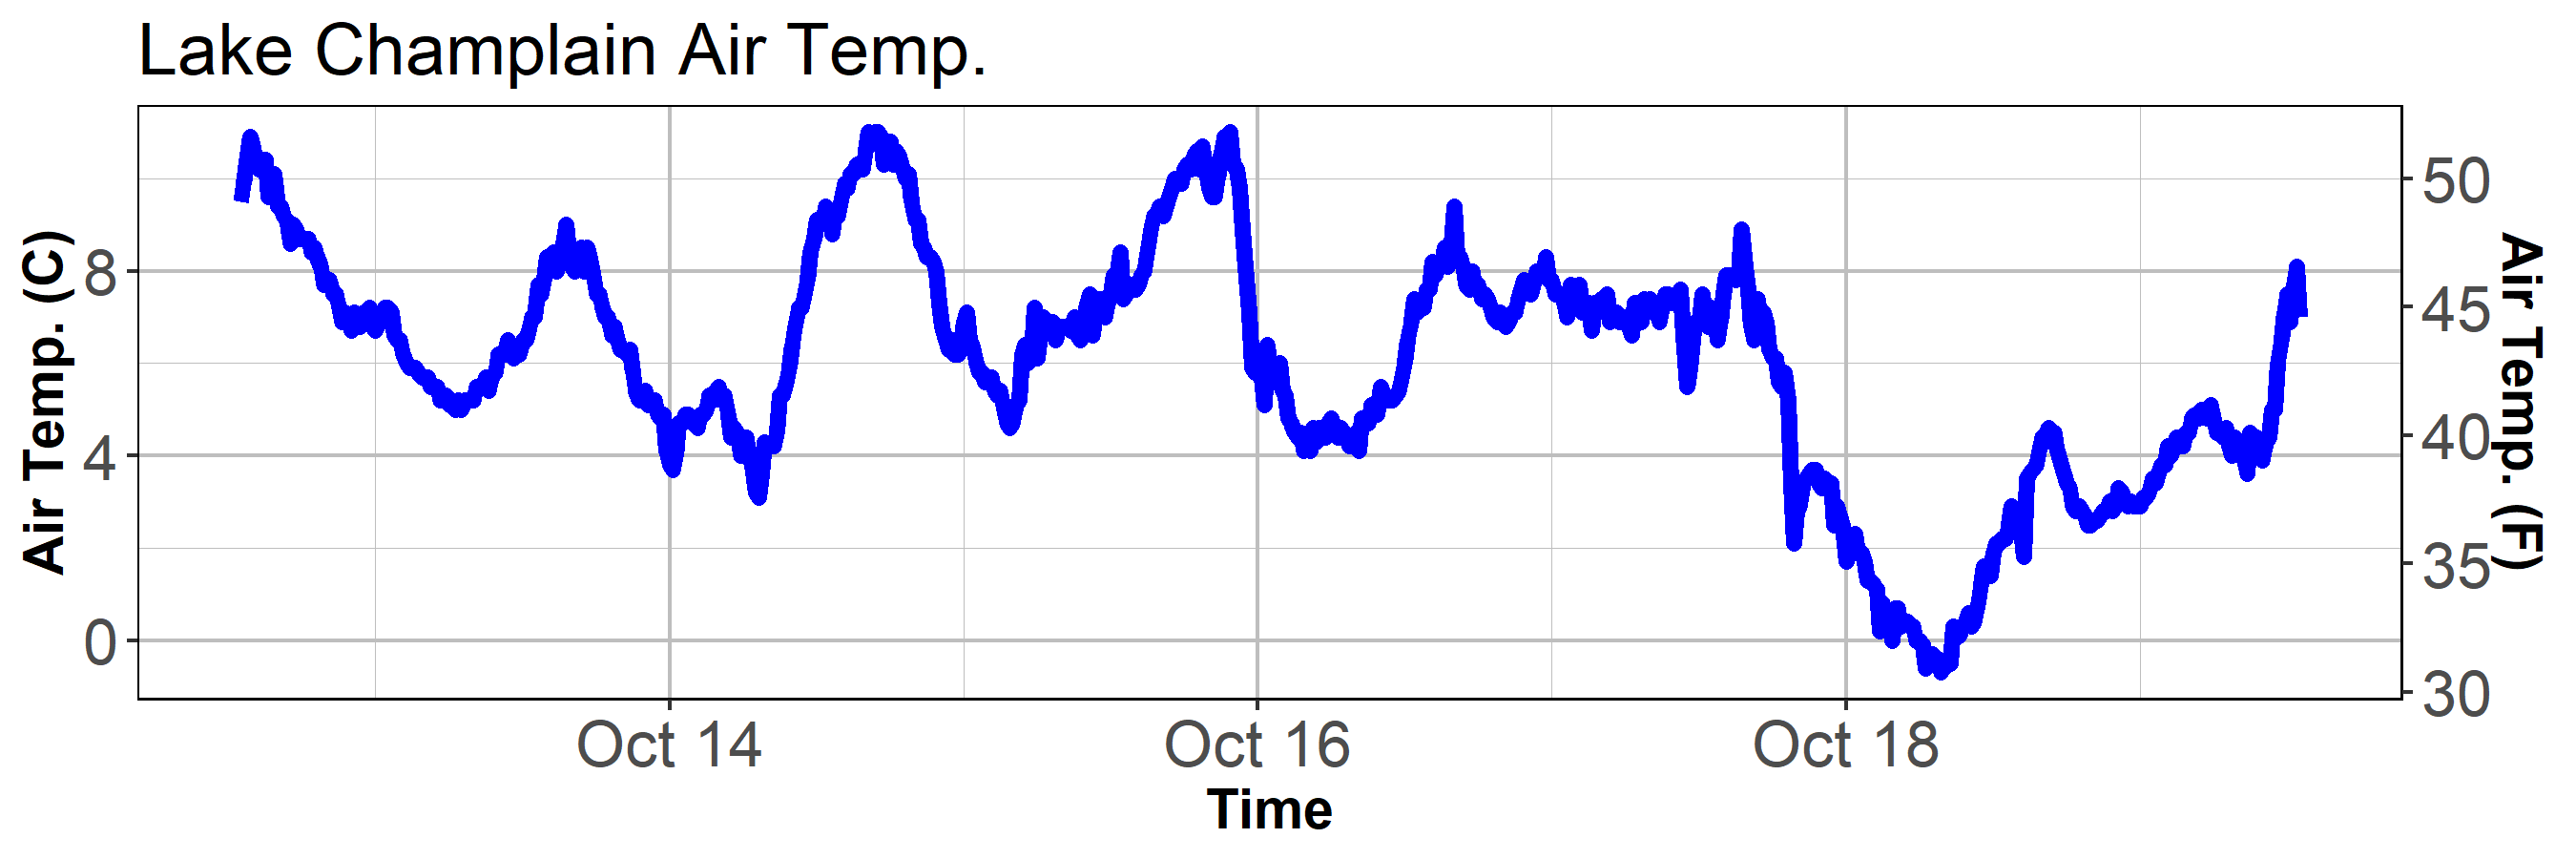 Lake Champlain Air Temp.
Air Temp. (C)
8
4
0
50
45
40
35
30
Air Temp. (F)
Oct 14
Oct 16
Oct 18
Time